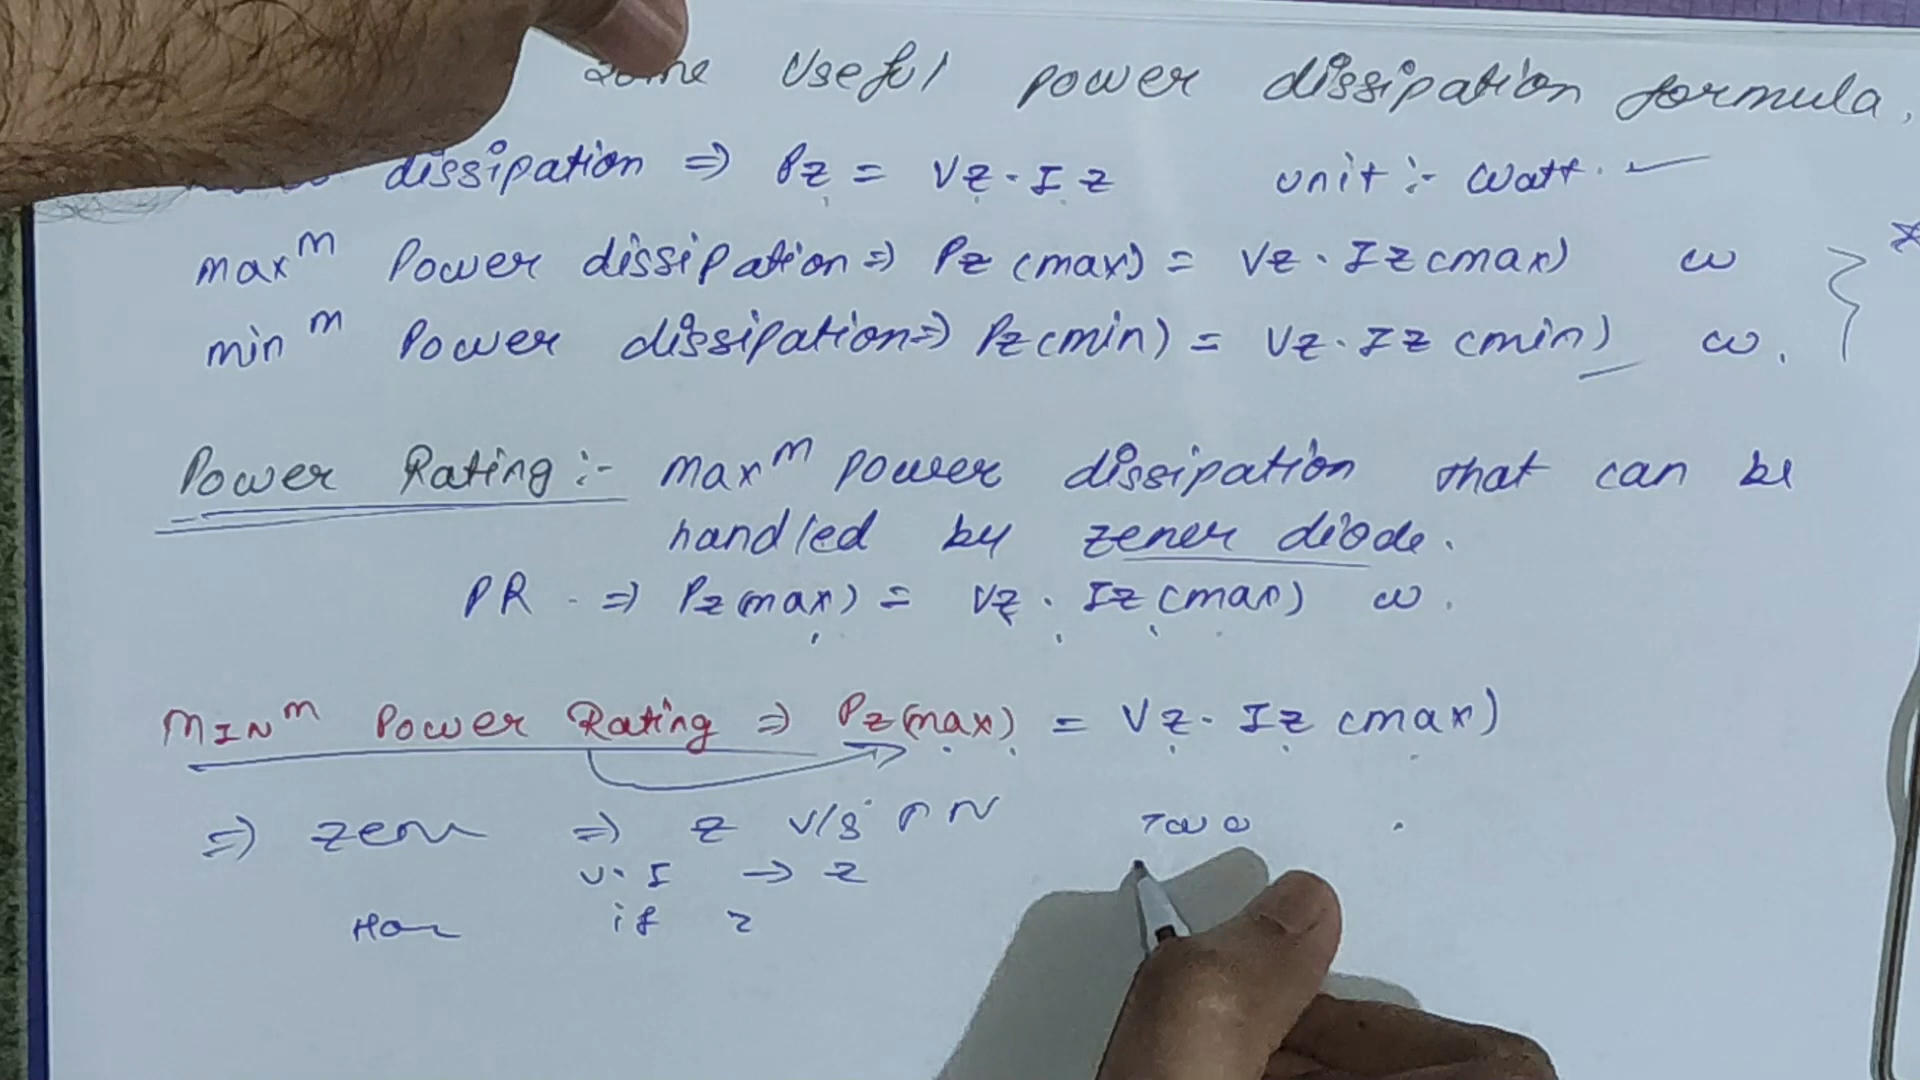 some useful power dissipation formula,
dissipation ⇒ Pz = Vz · Iz unit :- Watt.
maxᵐ Power dissipation ⇒ Pz (max) = Vz · Iz (max) w
minᵐ Power dissipation ⇒ Pz (min) = Vz · Iz (min) w.
Power Rating :- maxᵐ power dissipation that can be
handled by zener diode.
PR ⇒ Pz(max) = Vz · Iz (max) w.
MINᵐ Power Rating ⇒ Pz(max) = Vz · Iz (max)
⇒ ⇒ Z v/s PN
V·I → Z
if